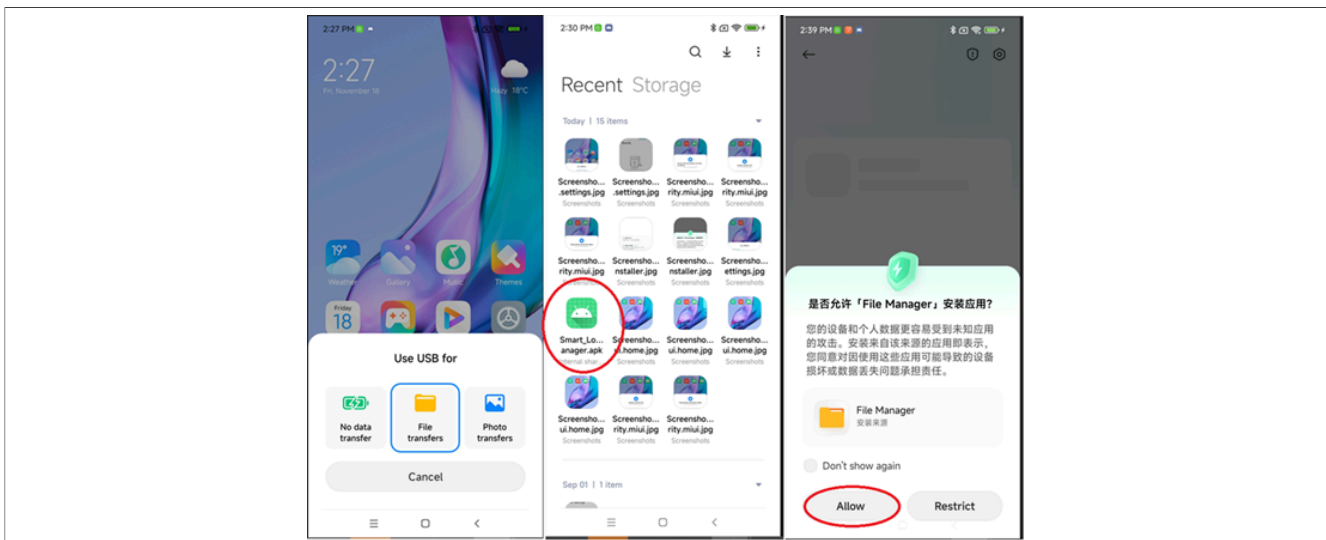 2:27 PM
2:27
Fri, November 18
Hazy 18°C
19°
Weather
Gallery
Music
Themes
Friday
18
Use USB for
No data
transfer
File
transfers
Photo
transfers
Cancel
2:30 PM
Recent Storage
Today | 15 items
Screensho... Screensho... Screensho... Screensho...
.settings.jpg .settings.jpg rity.miui.jpg rity.miui.jpg
Screenshots Screenshots Screenshots Screenshots
Screensho... Screensho... Screensho... Screensho...
rity.miui.jpg nstaller.jpg nstaller.jpg ettings.jpg
Screenshots Screenshots Screenshots Screenshots
Smart_Lo... Screensho... Screensho... Screensho...
anager.apk ui.home.jpg ui.home.jpg ui.home.jpg
Internal shar... Screenshots Screenshots Screenshots
Screensho... Screensho... Screensho...
ui.home.jpg rity.miui.jpg rity.miui.jpg
Screenshots Screenshots Screenshots
Sep 01 | 1 item
2:39 PM
是否允许「File Manager」安装应用?
您的设备和个人数据更容易受到未知应用
的攻击。安装来自该来源的应用即表示，
您同意对因使用这些应用可能导致的设备
损坏或数据丢失问题承担责任。
File Manager
安装来源
Don't show again
Allow
Restrict